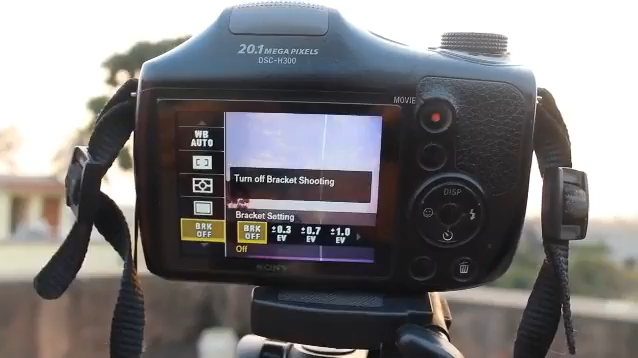 20.1 MEGA PIXELS
DSC-H300
MOVIE
WB
AUTO
Turn off Bracket Shooting
DISP
Bracket Setting
BRK
OFF
BRK
OFF
±0.3
EV
±0.7
EV
±1.0
EV
Off
SONY